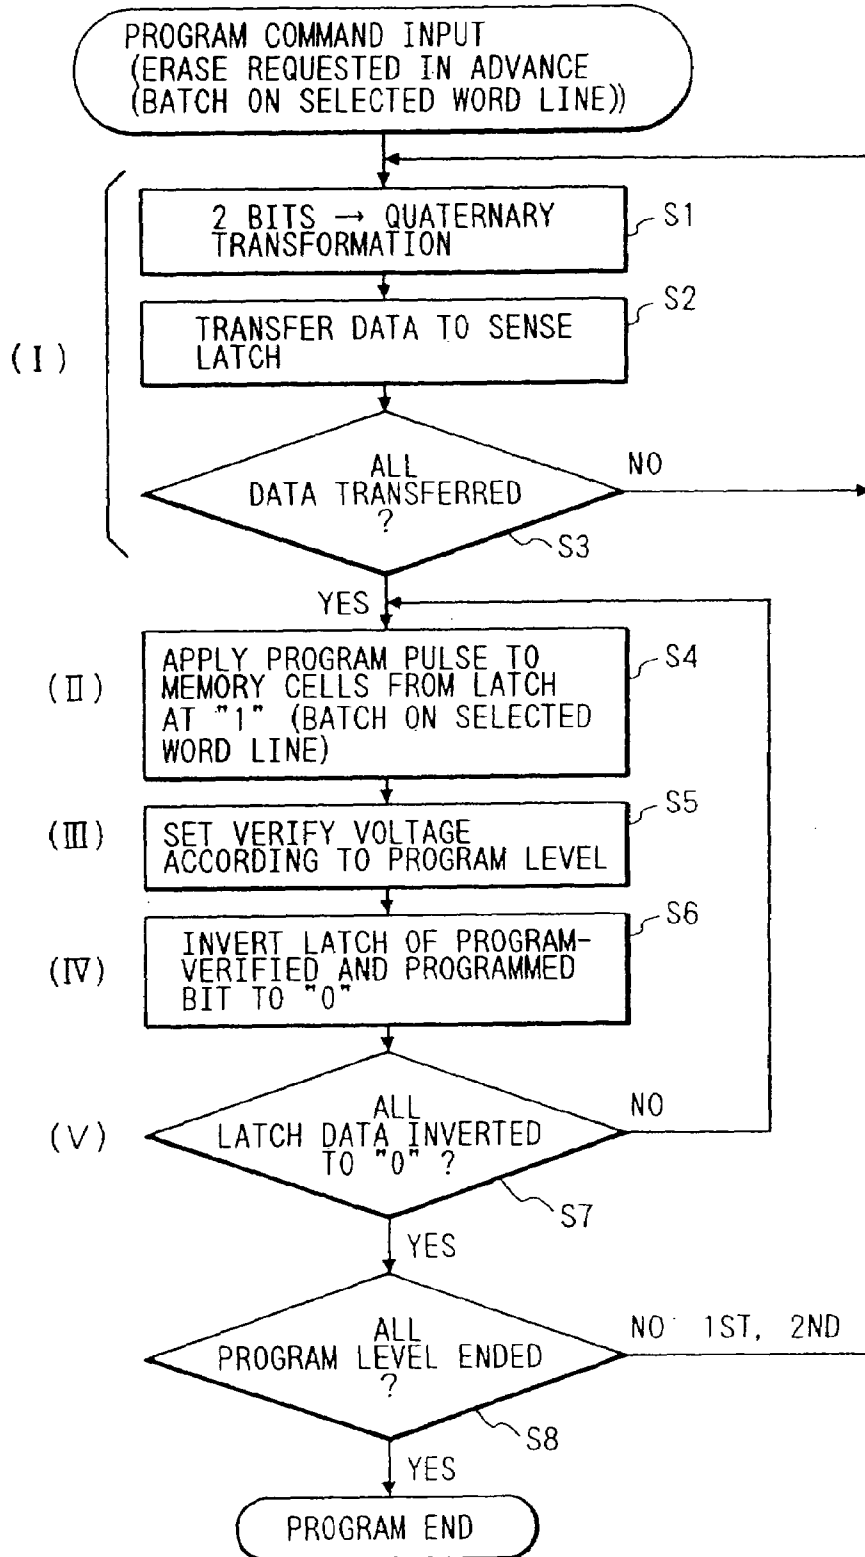 PROGRAM COMMAND INPUT
(ERASE REQUESTED IN ADVANCE
(BATCH ON SELECTED WORD LINE))
(I)
2 BITS → QUATERNARY
TRANSFORMATION
S1
TRANSFER DATA TO SENSE
LATCH
S2
ALL
DATA TRANSFERRED
?
NO
S3
YES
(II)
APPLY PROGRAM PULSE TO
MEMORY CELLS FROM LATCH
AT "1" (BATCH ON SELECTED
WORD LINE)
S4
(III)
SET VERIFY VOLTAGE
ACCORDING TO PROGRAM LEVEL
S5
(IV)
INVERT LATCH OF PROGRAM-
VERIFIED AND PROGRAMMED
BIT TO "0"
S6
(V)
ALL
LATCH DATA INVERTED
TO "0" ?
NO
S7
YES
ALL
PROGRAM LEVEL ENDED
?
NO 1ST, 2ND
S8
YES
PROGRAM END